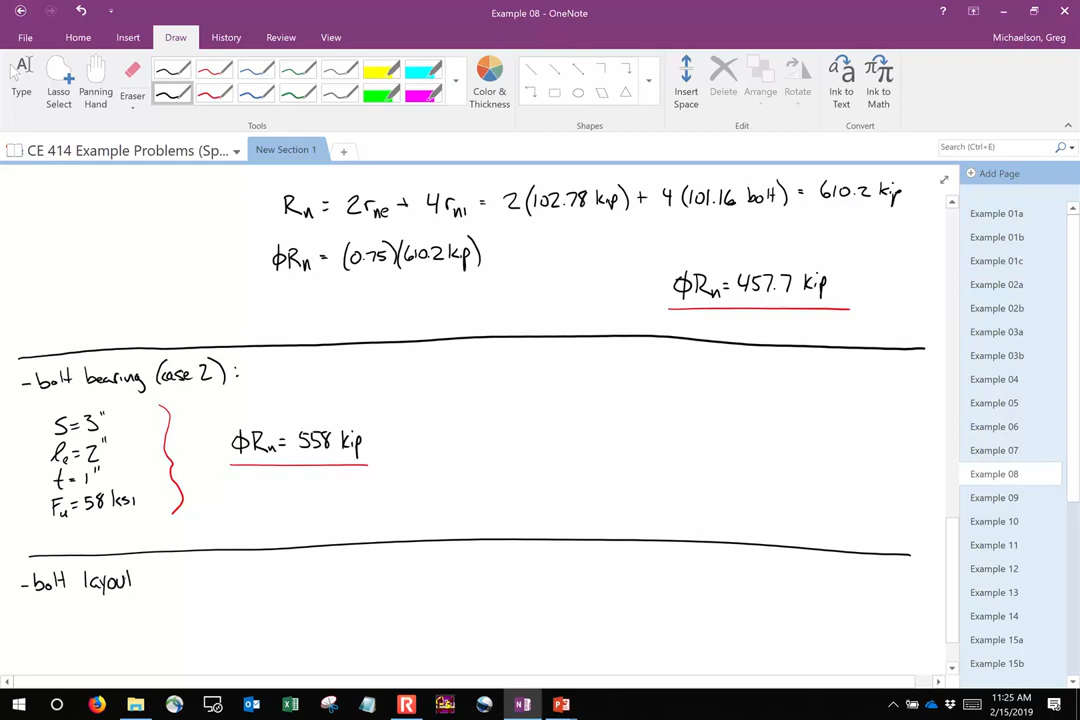 Example 08 - OneNote
File Home Insert Draw History Review View
Michaelson, Greg
Type
Lasso Select
Panning Hand
Eraser
Color & Thickness
Insert Space
Delete
Arrange
Rotate
Ink to Text
Ink to Math
Tools
Shapes
Edit
Convert
CE 414 Example Problems (Sp...
New Section 1
Search (Ctrl+E)
Rn = 2rne + 4rni = 2(102.78 kip) + 4(101.16 bolt) = 610.2 kip
ϕRn = (0.75)(610.2 kip)
ϕRn = 457.7 kip
-bolt bearing (case 2):
S = 3"
le = 2"
t = 1"
Fu = 58 ksi
ϕRn = 558 kip
-bolt layout
Add Page
Example 01a
Example 01b
Example 01c
Example 02a
Example 02b
Example 03a
Example 03b
Example 04
Example 05
Example 06
Example 07
Example 08
Example 09
Example 10
Example 11
Example 12
Example 13
Example 14
Example 15a
Example 15b
11:25 AM
2/15/2019